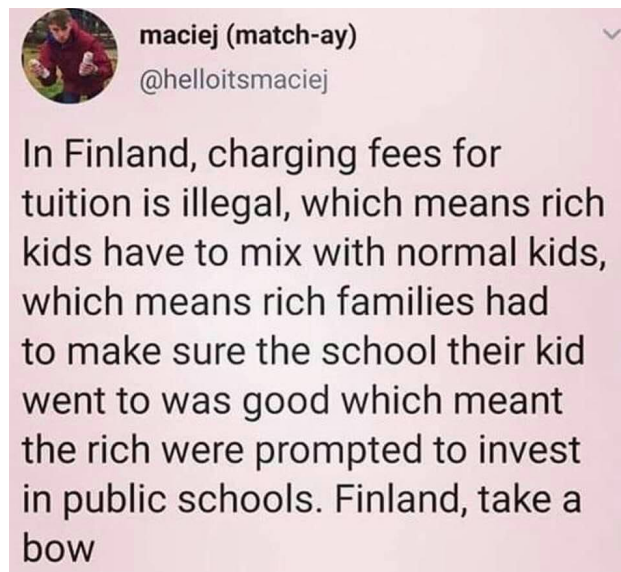 maciej (match-ay)
@helloitsmaciej
In Finland, charging fees for
tuition is illegal, which means rich
kids have to mix with normal kids,
which means rich families had
to make sure the school their kid
went to was good which meant
the rich were prompted to invest
in public schools. Finland, take a
bow